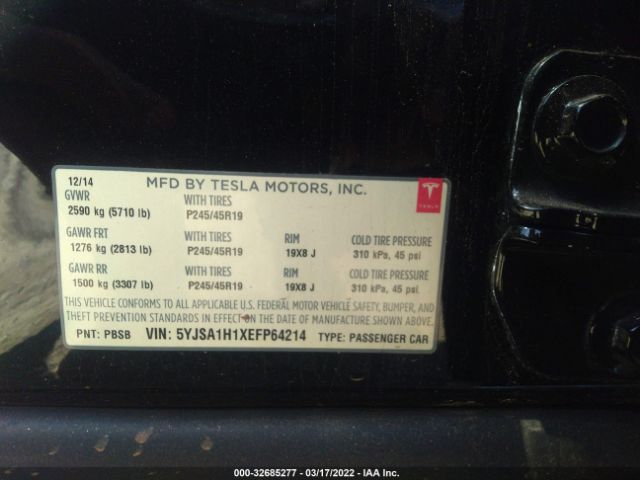 12/14 MFD BY TESLA MOTORS, INC.
GVWR WITH TIRES
2590 kg (5710 lb) P245/45R19
TESLA
GAWR FRT WITH TIRES RIM COLD TIRE PRESSURE
1276 kg (2813 lb) P245/45R19 19X8 J 310 kPa, 45 psi
GAWR RR WITH TIRES RIM COLD TIRE PRESSURE
1500 kg (3307 lb) P245/45R19 19X8 J 310 kPa, 45 psi
THIS VEHICLE CONFORMS TO ALL APPLICABLE U.S. FEDERAL MOTOR VEHICLE SAFETY, BUMPER, AND
THEFT PREVENTION STANDARDS IN EFFECT ON THE DATE OF MANUFACTURE SHOWN ABOVE.
PNT: PBSB VIN: 5YJSA1H1XEFP64214 TYPE: PASSENGER CAR
000-32685277 - 03/17/2022 - IAA Inc.